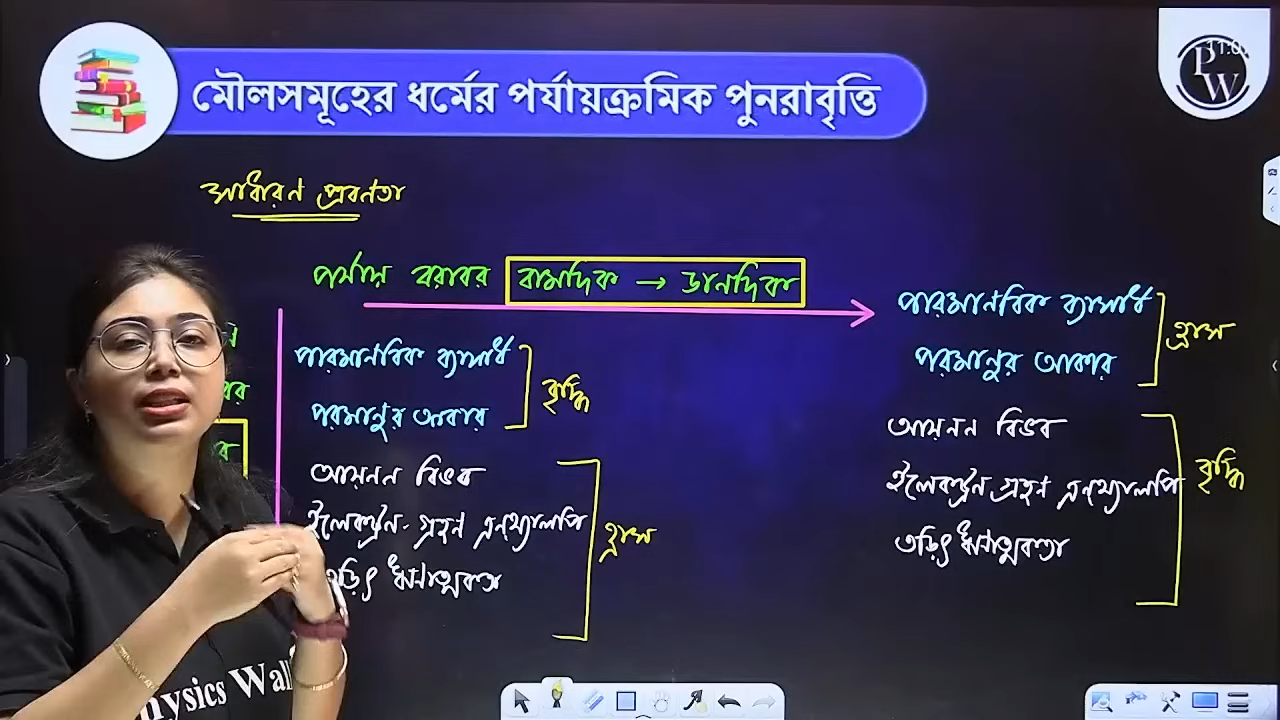 মৌলসমূহের ধর্মের পর্যায়ক্রমিক পুনরাবৃত্তি
PW
সাধারন প্রবনতা
পর্যায় বরাবর বামদিক → ডানদিক
পারমানবিক ব্যাসার্ধ
পরমানুর আকার
বৃদ্ধি
আয়নন বিভব
ইলেকট্রন-গ্রহন এনথ্যালপি
তড়িৎ ঋনাত্মকতা
হ্রাস
পারমানবিক ব্যাসার্ধ
পরমানুর আকার
হ্রাস
আয়নন বিভব
ইলেকট্রন গ্রহন এনথ্যালপি
তড়িৎ ঋনাত্মকতা
বৃদ্ধি
hysics Wall